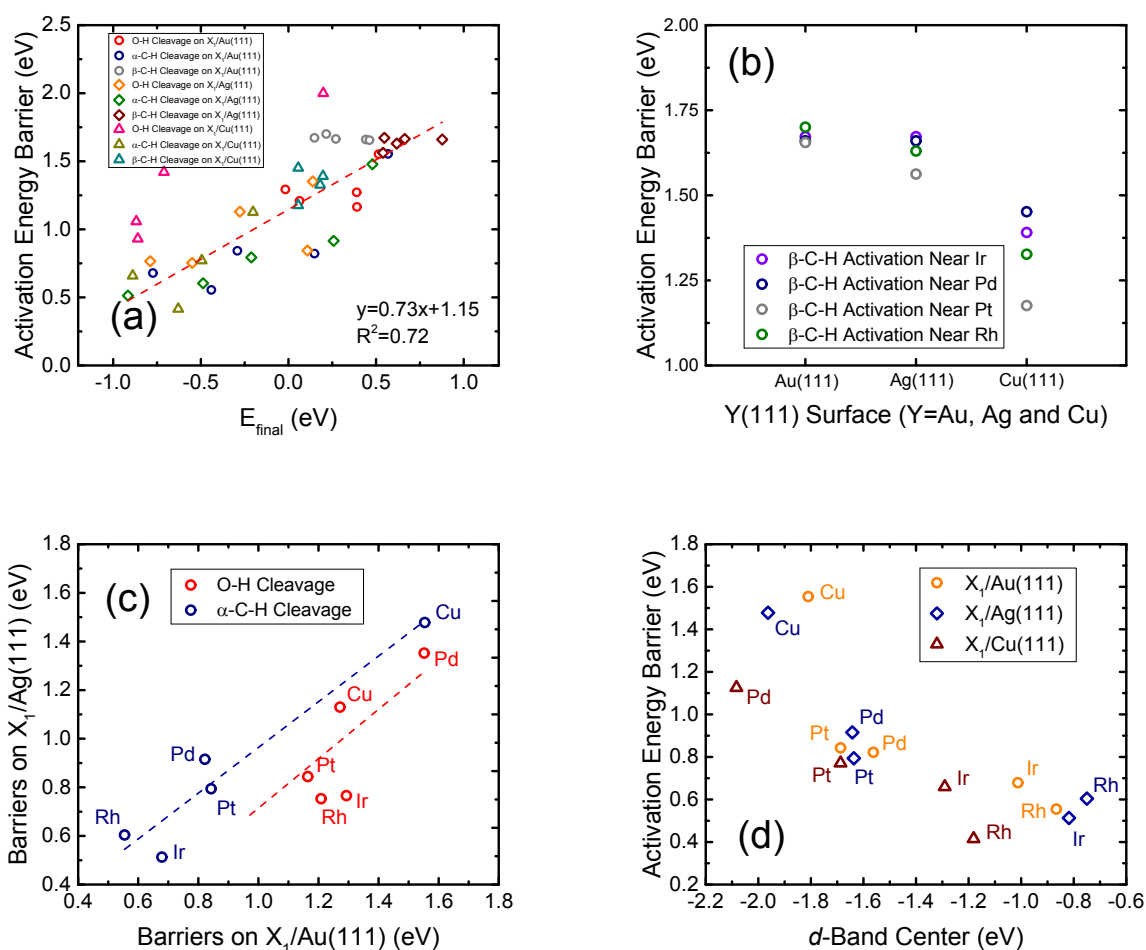 (a)
Activation Energy Barrier (eV)
2.5
2.0
1.5
1.0
0.5
0.0
O-H Cleavage on X₁/Au(111)
α-C-H Cleavage on X₁/Au(111)
β-C-H Cleavage on X₁/Au(111)
O-H Cleavage on X₁/Ag(111)
α-C-H Cleavage on X₁/Ag(111)
β-C-H Cleavage on X₁/Ag(111)
O-H Cleavage on X₁/Cu(111)
α-C-H Cleavage on X₁/Cu(111)
β-C-H Cleavage on X₁/Cu(111)
y=0.73x+1.15
R²=0.72
-1.0 -0.5 0.0 0.5 1.0
E_final (eV)
(b)
Activation Energy Barrier (eV)
2.00
1.75
1.50
1.25
1.00
β-C-H Activation Near Ir
β-C-H Activation Near Pd
β-C-H Activation Near Pt
β-C-H Activation Near Rh
Au(111) Ag(111) Cu(111)
Y(111) Surface (Y=Au, Ag and Cu)
(c)
Barriers on X₁/Ag(111) (eV)
1.8
1.6
1.4
1.2
1.0
0.8
0.6
0.4
O-H Cleavage
α-C-H Cleavage
Cu
Pd
Cu
Pd
Pt
Pt
Rh
Ir
Rh
Ir
0.4 0.6 0.8 1.0 1.2 1.4 1.6 1.8
Barriers on X₁/Au(111) (eV)
(d)
Activation Energy Barrier (eV)
1.8
1.6
1.4
1.2
1.0
0.8
0.6
0.4
0.2
X₁/Au(111)
X₁/Ag(111)
X₁/Cu(111)
Cu
Cu
Pd
Pd
Pt
Pd
Pt
Pt
Ir
Ir
Rh
Rh
Rh
Ir
-2.2 -2.0 -1.8 -1.6 -1.4 -1.2 -1.0 -0.8 -0.6
d-Band Center (eV)